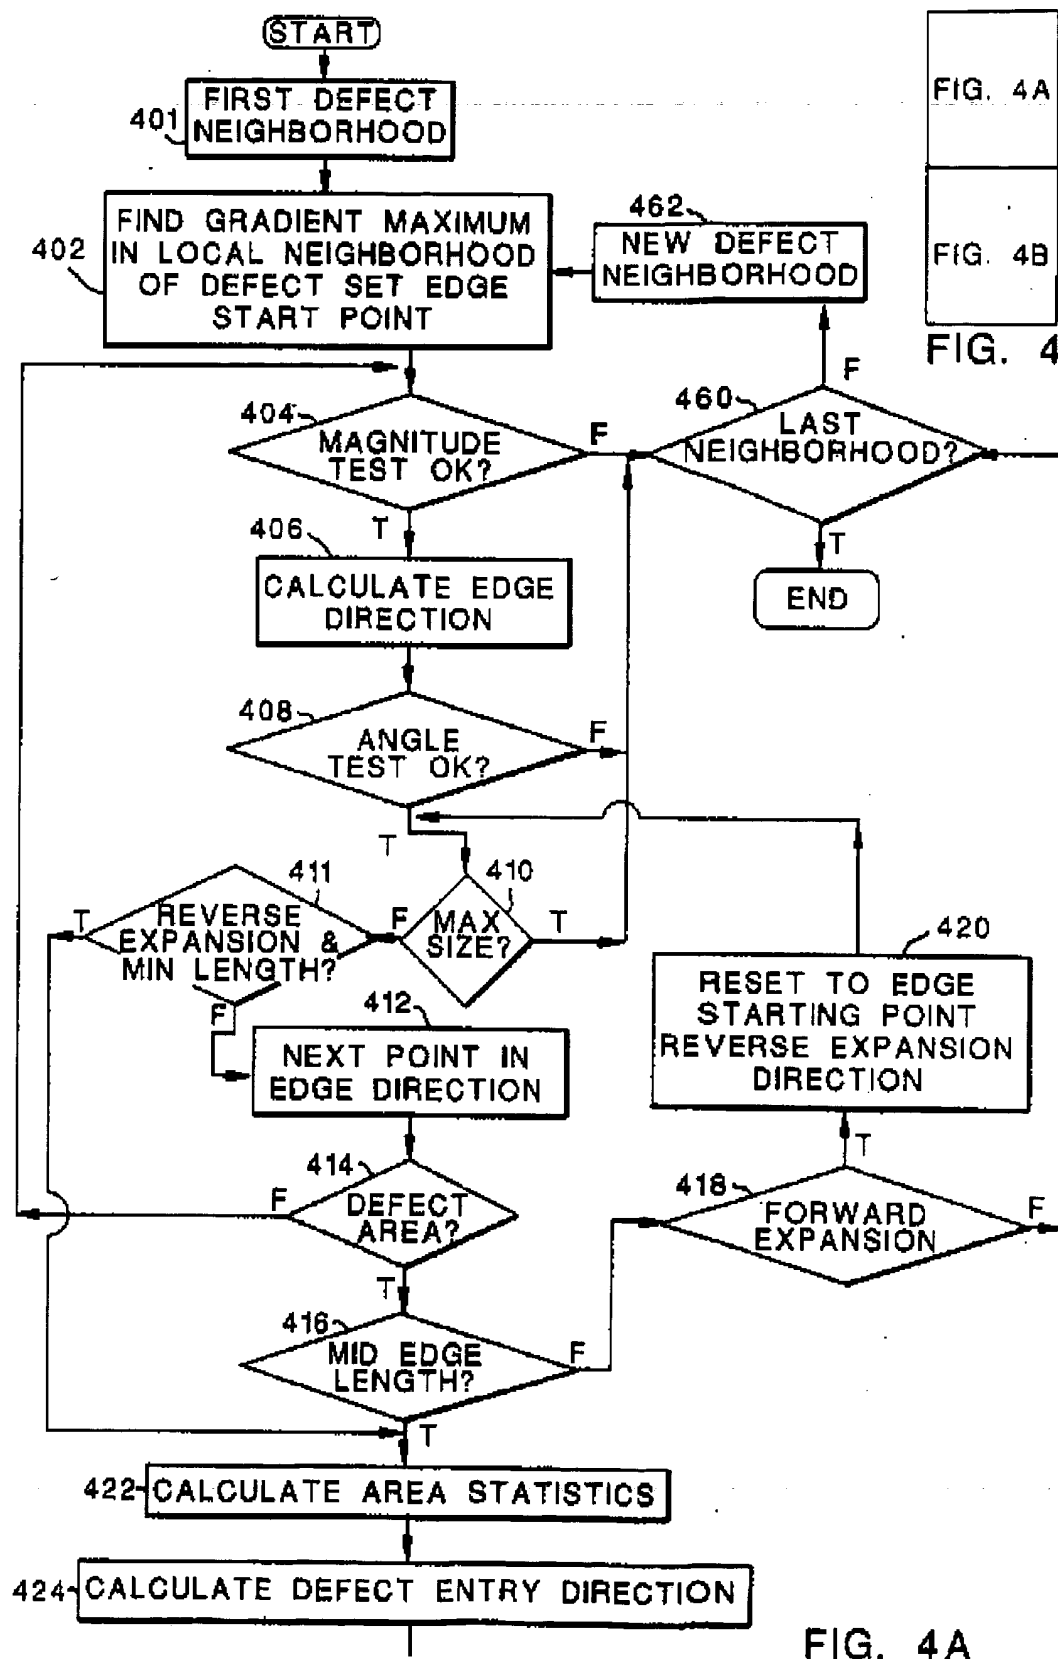 START
FIRST DEFECT
NEIGHBORHOOD
401
FIG. 4A
FIG. 4B
FIG. 4
FIND GRADIENT MAXIMUM
IN LOCAL NEIGHBORHOOD
OF DEFECT SET EDGE
START POINT
402
462
NEW DEFECT
NEIGHBORHOOD
F
404
MAGNITUDE
TEST OK?
F
T
460
LAST
NEIGHBORHOOD?
T
END
406
CALCULATE EDGE
DIRECTION
408
ANGLE
TEST OK?
F
T
410
MAX
SIZE?
F
T
411
REVERSE
EXPANSION &
MIN LENGTH?
T
F
412
NEXT POINT IN
EDGE DIRECTION
420
RESET TO EDGE
STARTING POINT
REVERSE EXPANSION
DIRECTION
T
414
DEFECT
AREA?
F
T
418
FORWARD
EXPANSION
F
416
MID EDGE
LENGTH?
F
T
422
CALCULATE AREA STATISTICS
424
CALCULATE DEFECT ENTRY DIRECTION
FIG. 4A